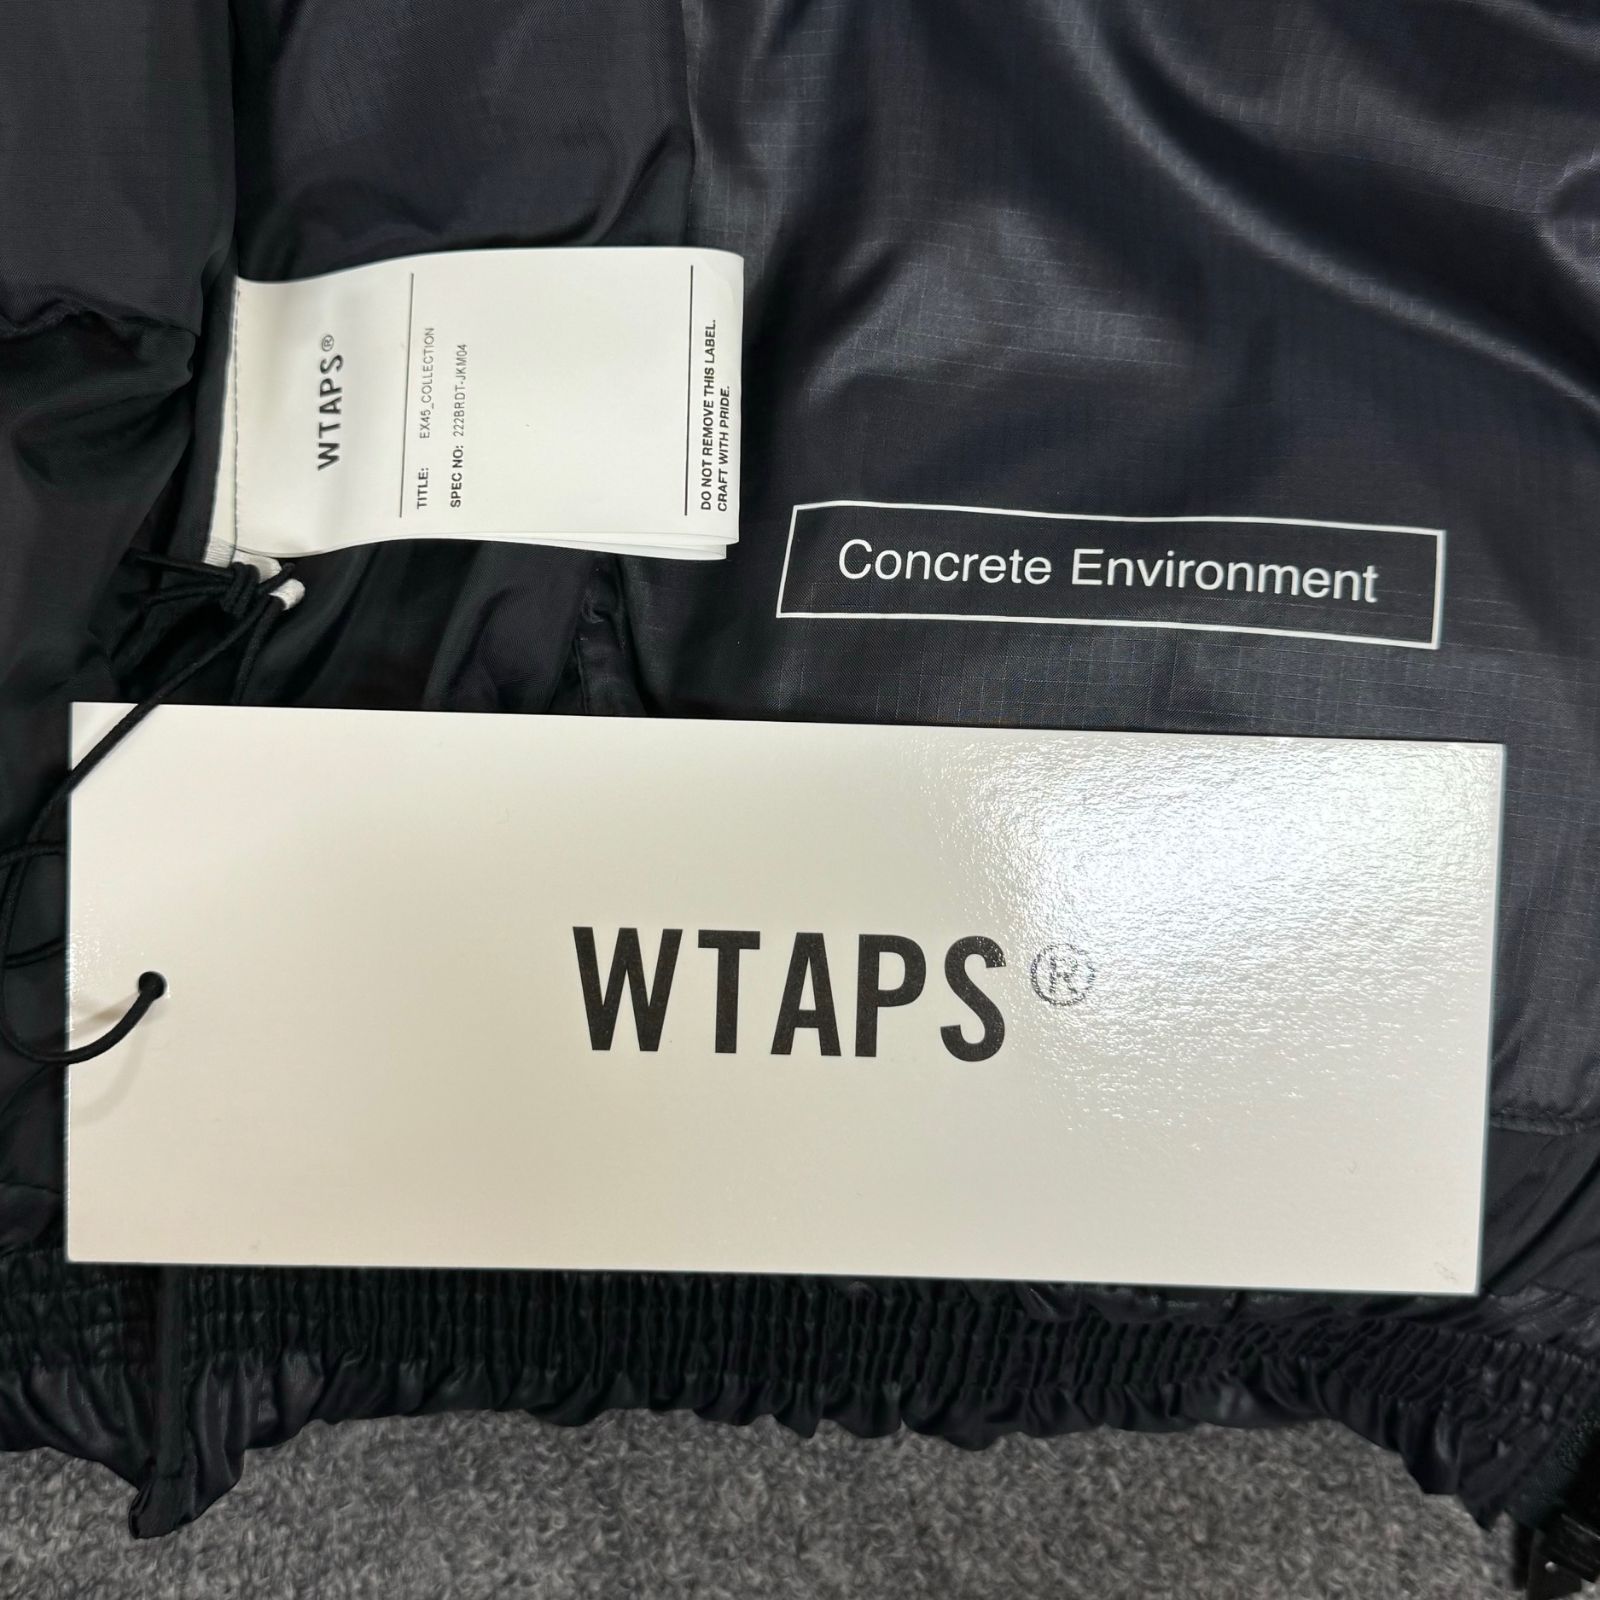 WTAPS®
TITLE: EX45_COLLECTION
SPEC NO: 222BRDT-JKM04
DO NOT REMOVE THIS LABEL.
CRAFT WITH PRIDE.
Concrete Environment
WTAPS®